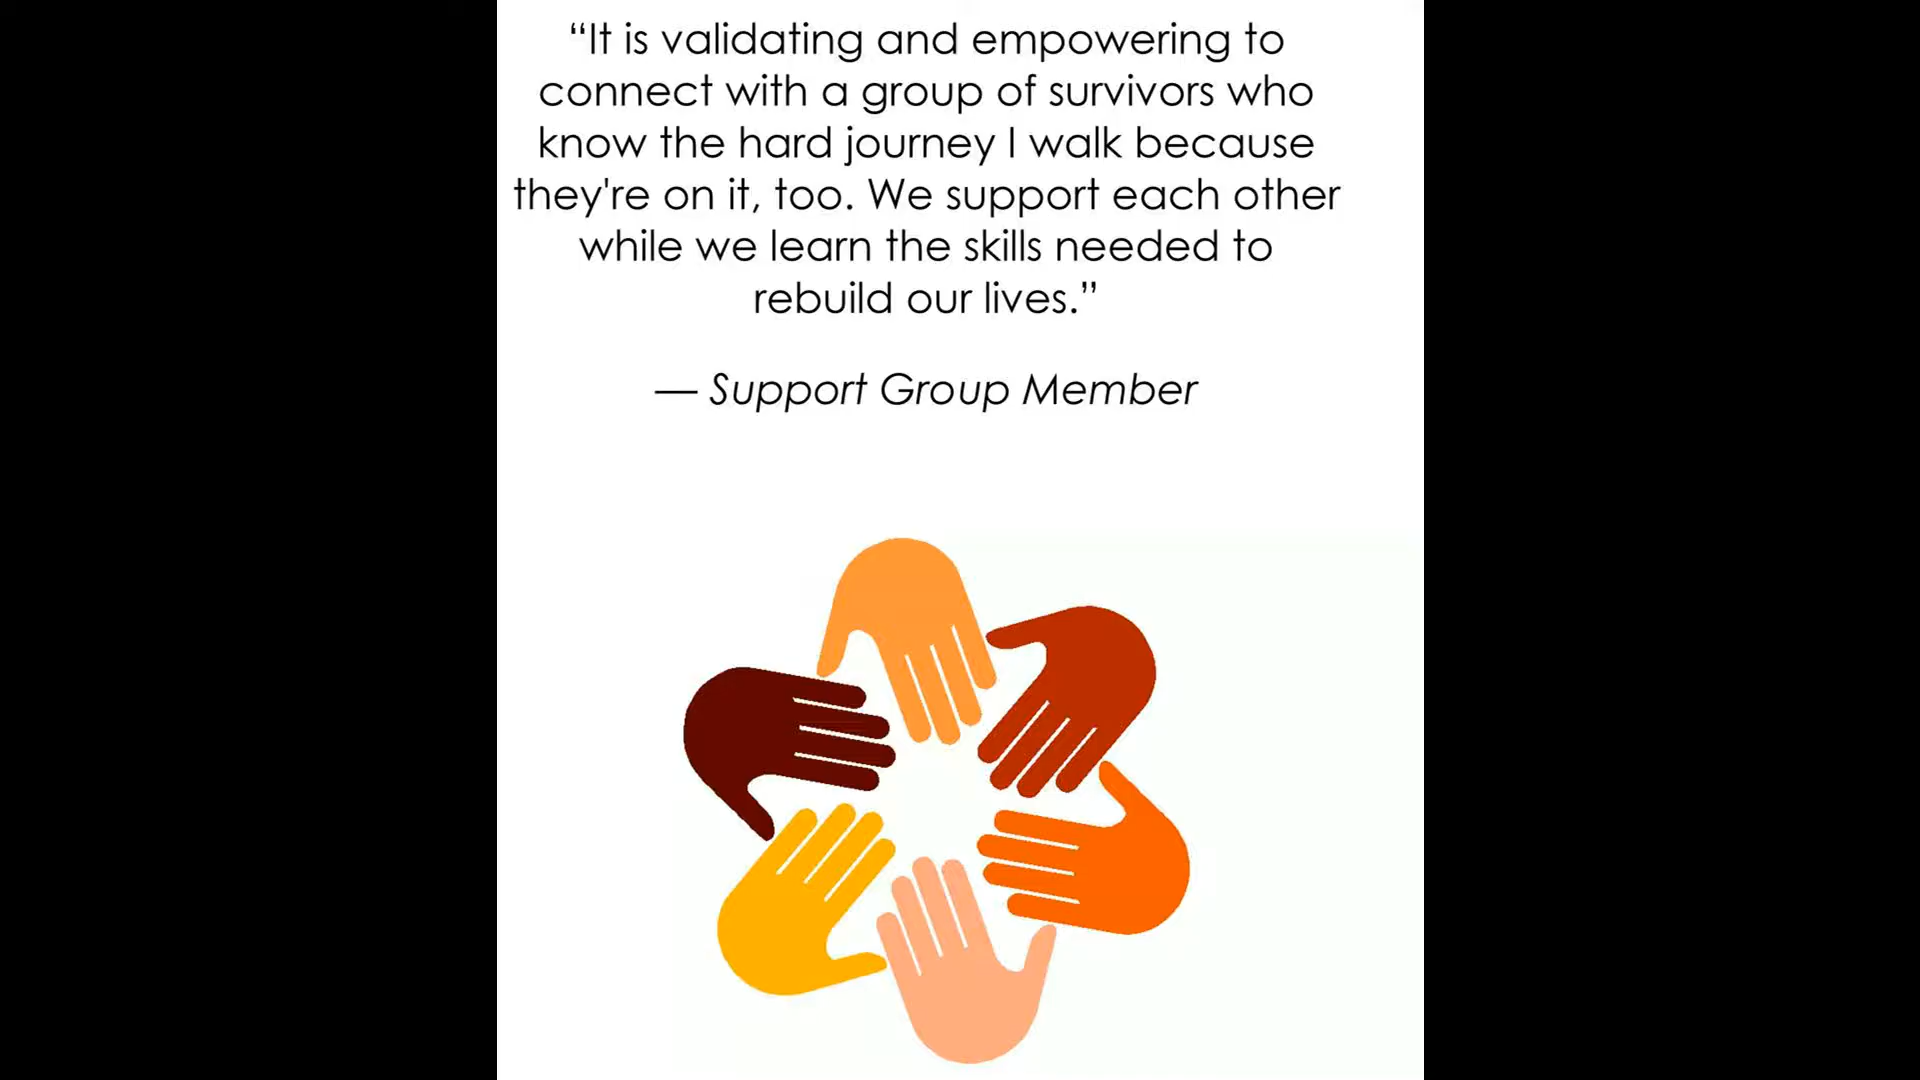 “It is validating and empowering to
connect with a group of survivors who
know the hard journey I walk because
they're on it, too. We support each other
while we learn the skills needed to
rebuild our lives.”
— Support Group Member